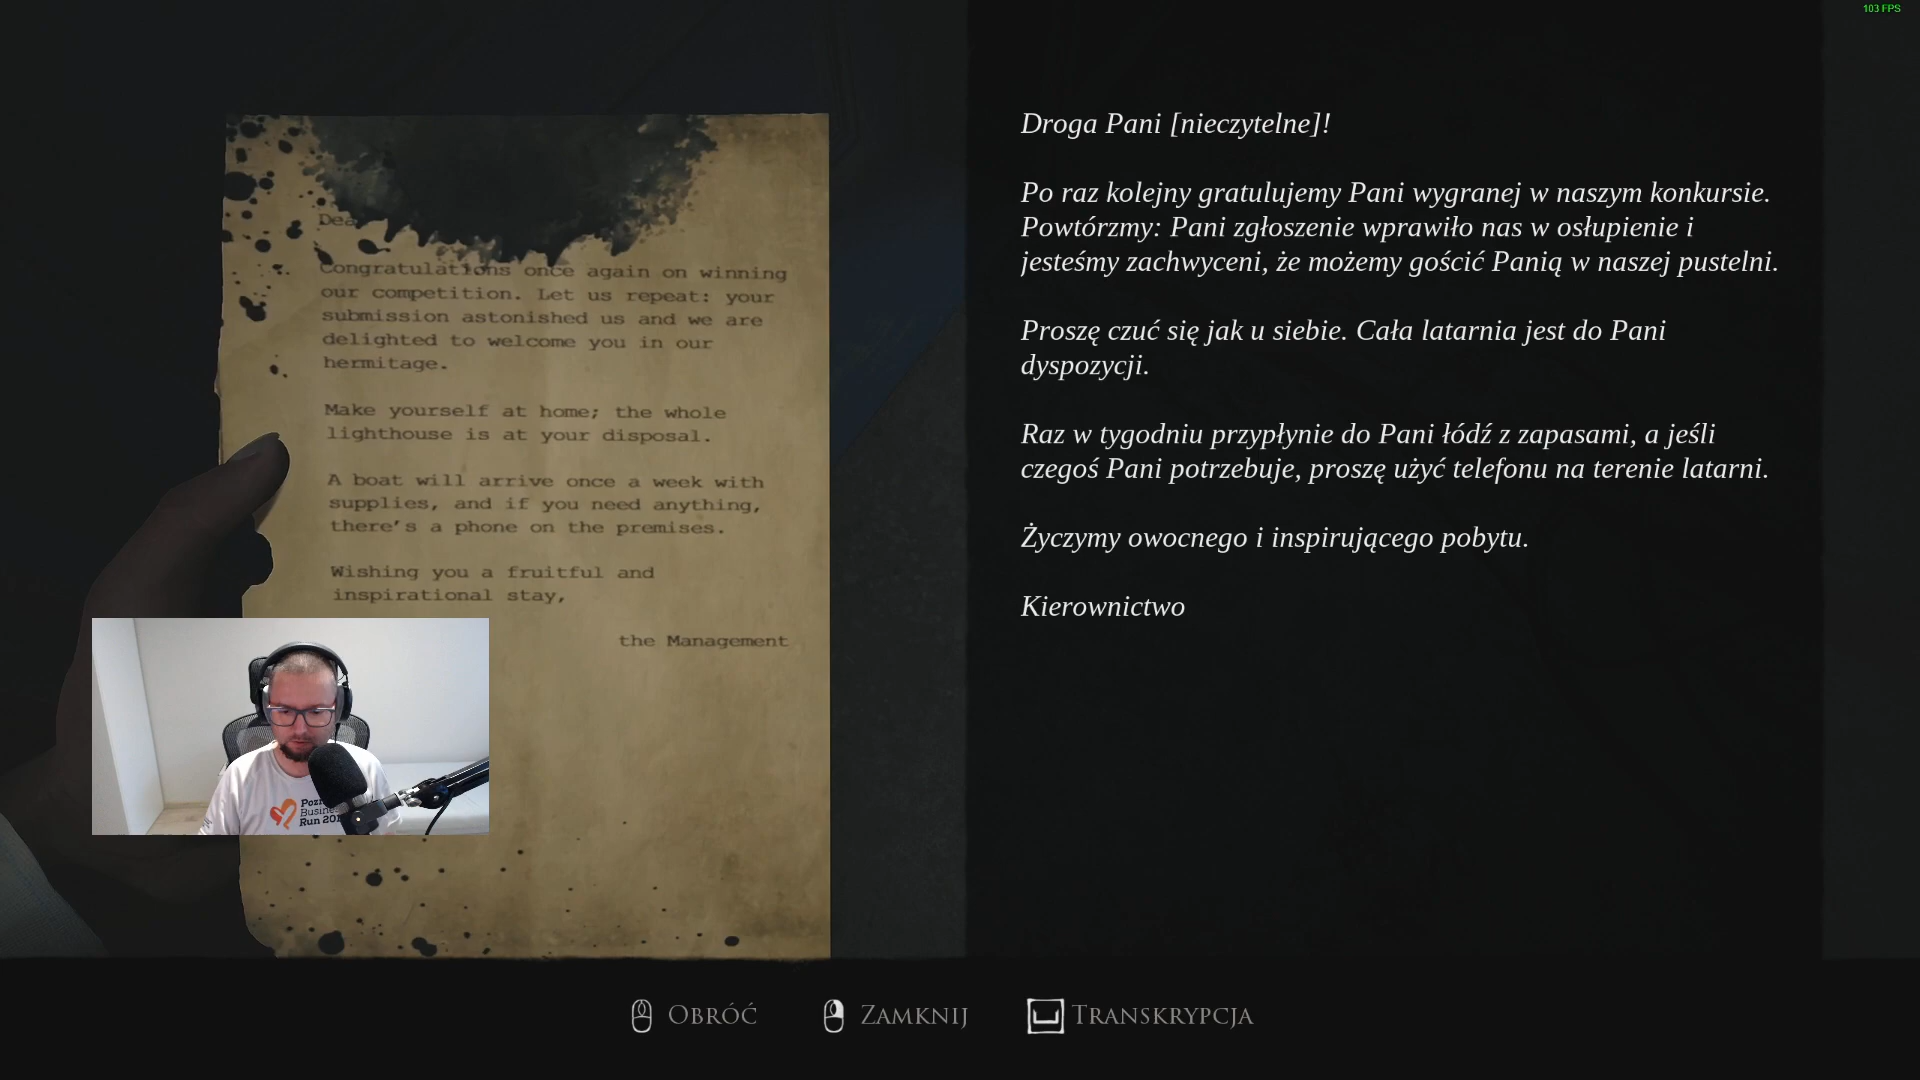 103 FPS
Dea
Congratulations once again on winning
our competition. Let us repeat: your
submission astonished us and we are
delighted to welcome you in our
hermitage.
Make yourself at home; the whole
lighthouse is at your disposal.
A boat will arrive once a week with
supplies, and if you need anything,
there's a phone on the premises.
Wishing you a fruitful and
inspirational stay,
the Management
Droga Pani [nieczytelne]!
Po raz kolejny gratulujemy Pani wygranej w naszym konkursie.
Powtórzmy: Pani zgłoszenie wprawiło nas w osłupienie i
jesteśmy zachwyceni, że możemy gościć Panią w naszej pustelni.
Proszę czuć się jak u siebie. Cała latarnia jest do Pani
dyspozycji.
Raz w tygodniu przypłynie do Pani łódź z zapasami, a jeśli
czegoś Pani potrzebuje, proszę użyć telefonu na terenie latarni.
Życzymy owocnego i inspirującego pobytu.
Kierownictwo
Run
Obróć
Zamknij
Transkrypcja